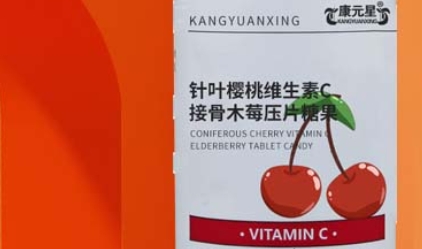 KANGYUANXING
康元星
KANGYUANXING
针叶樱桃维生素C
接骨木莓压片糖果
CONIFEROUS CHERRY VITAMIN C
ELDERBERRY TABLET CANDY
• VITAMIN C •